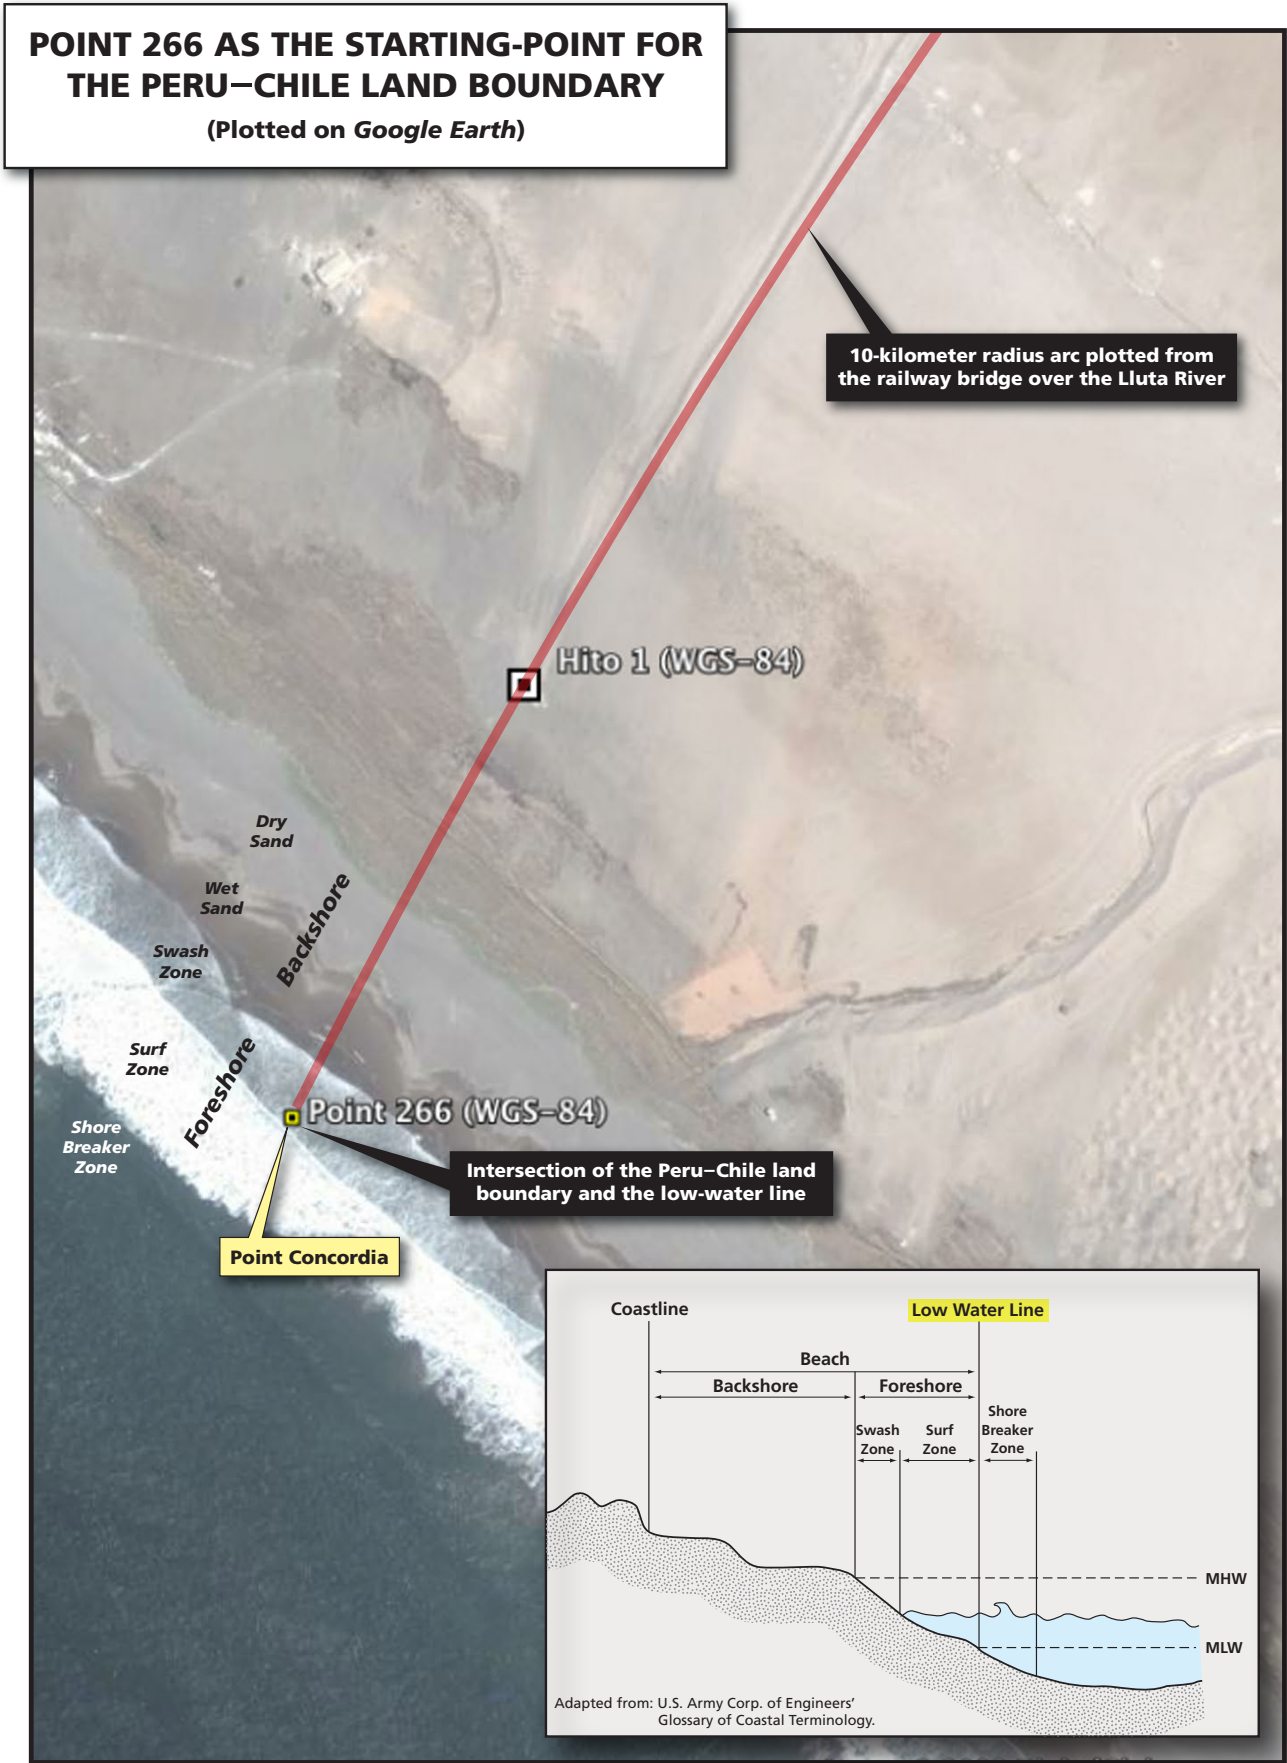 POINT 266 AS THE STARTING-POINT FOR
THE PERU–CHILE LAND BOUNDARY
(Plotted on Google Earth)
10-kilometer radius arc plotted from
the railway bridge over the Lluta River
Hito 1 (WGS–84)
Dry
Sand
Wet
Sand
Backshore
Swash
Zone
Surf
Zone
Foreshore
Shore
Breaker
Zone
Point 266 (WGS–84)
Intersection of the Peru–Chile land
boundary and the low-water line
Point Concordia
Coastline
Low Water Line
Beach
Backshore
Foreshore
Swash
Zone
Surf
Zone
Shore
Breaker
Zone
MHW
MLW
Adapted from: U.S. Army Corp. of Engineers'
Glossary of Coastal Terminology.